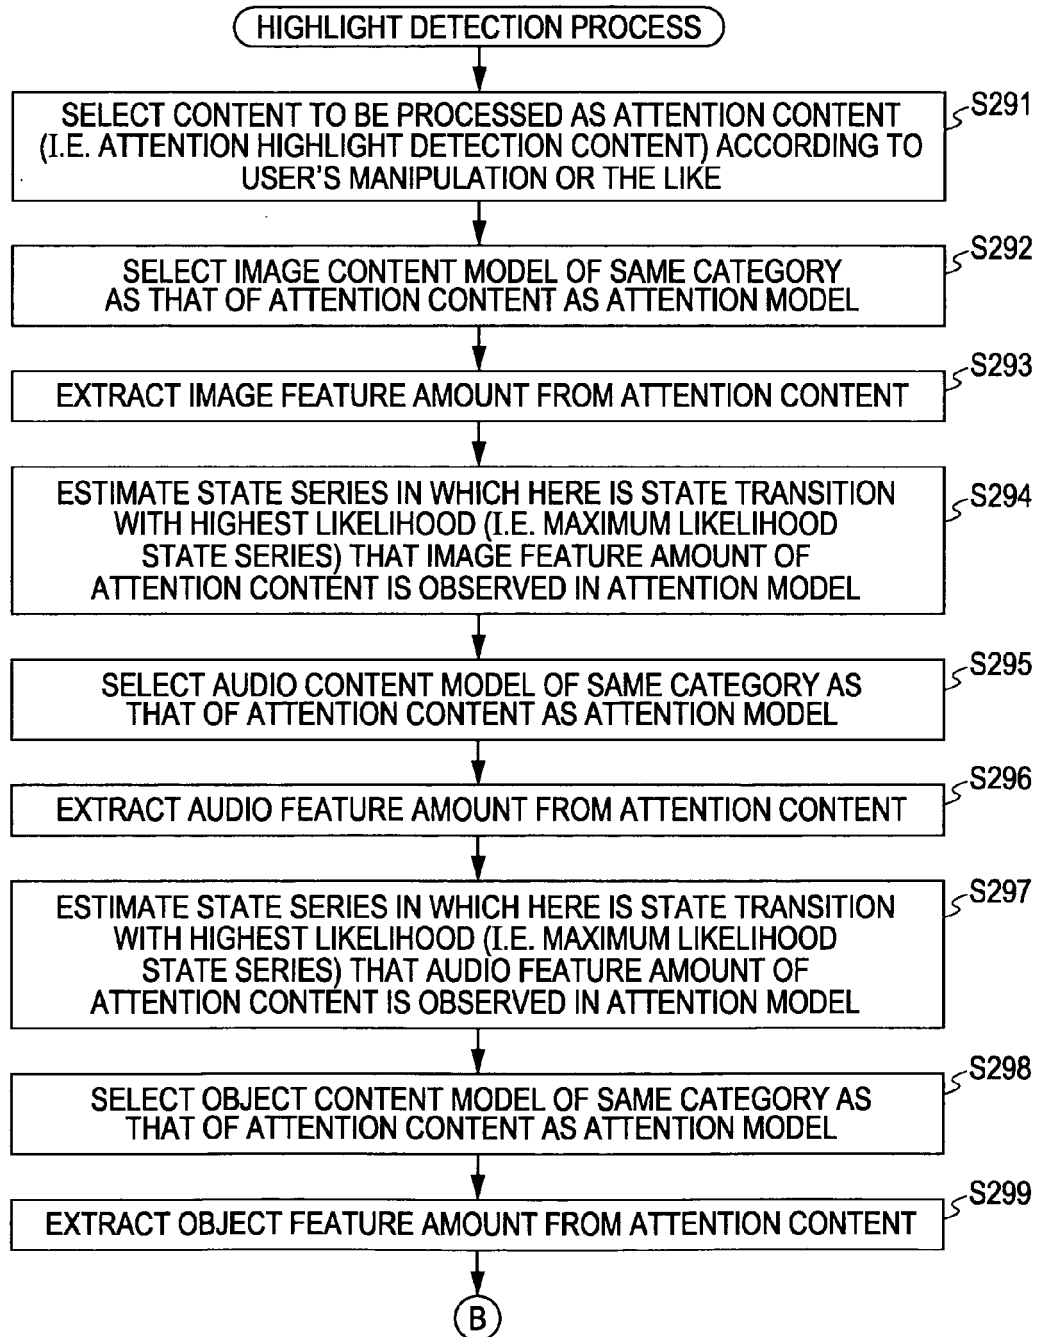 HIGHLIGHT DETECTION PROCESS
S291
SELECT CONTENT TO BE PROCESSED AS ATTENTION CONTENT
(I.E. ATTENTION HIGHLIGHT DETECTION CONTENT) ACCORDING TO
USER'S MANIPULATION OR THE LIKE
S292
SELECT IMAGE CONTENT MODEL OF SAME CATEGORY
AS THAT OF ATTENTION CONTENT AS ATTENTION MODEL
S293
EXTRACT IMAGE FEATURE AMOUNT FROM ATTENTION CONTENT
S294
ESTIMATE STATE SERIES IN WHICH HERE IS STATE TRANSITION
WITH HIGHEST LIKELIHOOD (I.E. MAXIMUM LIKELIHOOD
STATE SERIES) THAT IMAGE FEATURE AMOUNT OF
ATTENTION CONTENT IS OBSERVED IN ATTENTION MODEL
S295
SELECT AUDIO CONTENT MODEL OF SAME CATEGORY AS
THAT OF ATTENTION CONTENT AS ATTENTION MODEL
S296
EXTRACT AUDIO FEATURE AMOUNT FROM ATTENTION CONTENT
S297
ESTIMATE STATE SERIES IN WHICH HERE IS STATE TRANSITION
WITH HIGHEST LIKELIHOOD (I.E. MAXIMUM LIKELIHOOD
STATE SERIES) THAT AUDIO FEATURE AMOUNT OF
ATTENTION CONTENT IS OBSERVED IN ATTENTION MODEL
S298
SELECT OBJECT CONTENT MODEL OF SAME CATEGORY AS
THAT OF ATTENTION CONTENT AS ATTENTION MODEL
S299
EXTRACT OBJECT FEATURE AMOUNT FROM ATTENTION CONTENT
B